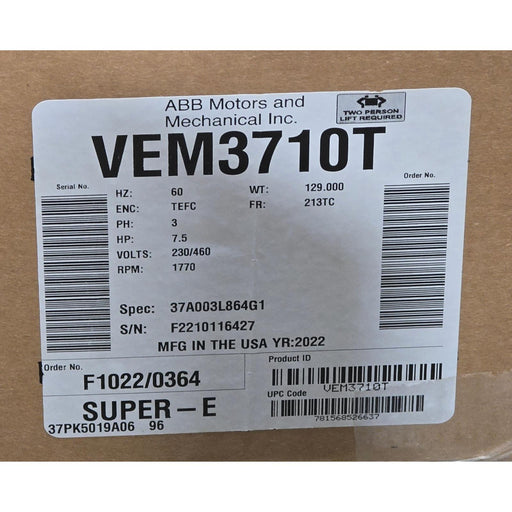 ABB Motors and
Mechanical Inc.
TWO PERSON
LIFT REQUIRED
VEM3710T
Serial No.
Order No.
HZ: 60 WT: 129.000
ENC: TEFC FR: 213TC
PH: 3
HP: 7.5
VOLTS: 230/460
RPM: 1770
Spec: 37A003L864G1
S/N: F2210116427
MFG IN THE USA YR:2022
Order No.
F1022/0364
Product ID
VEM3710T
SUPER-E
UPC Code
781568526637
37PK5019A06 96